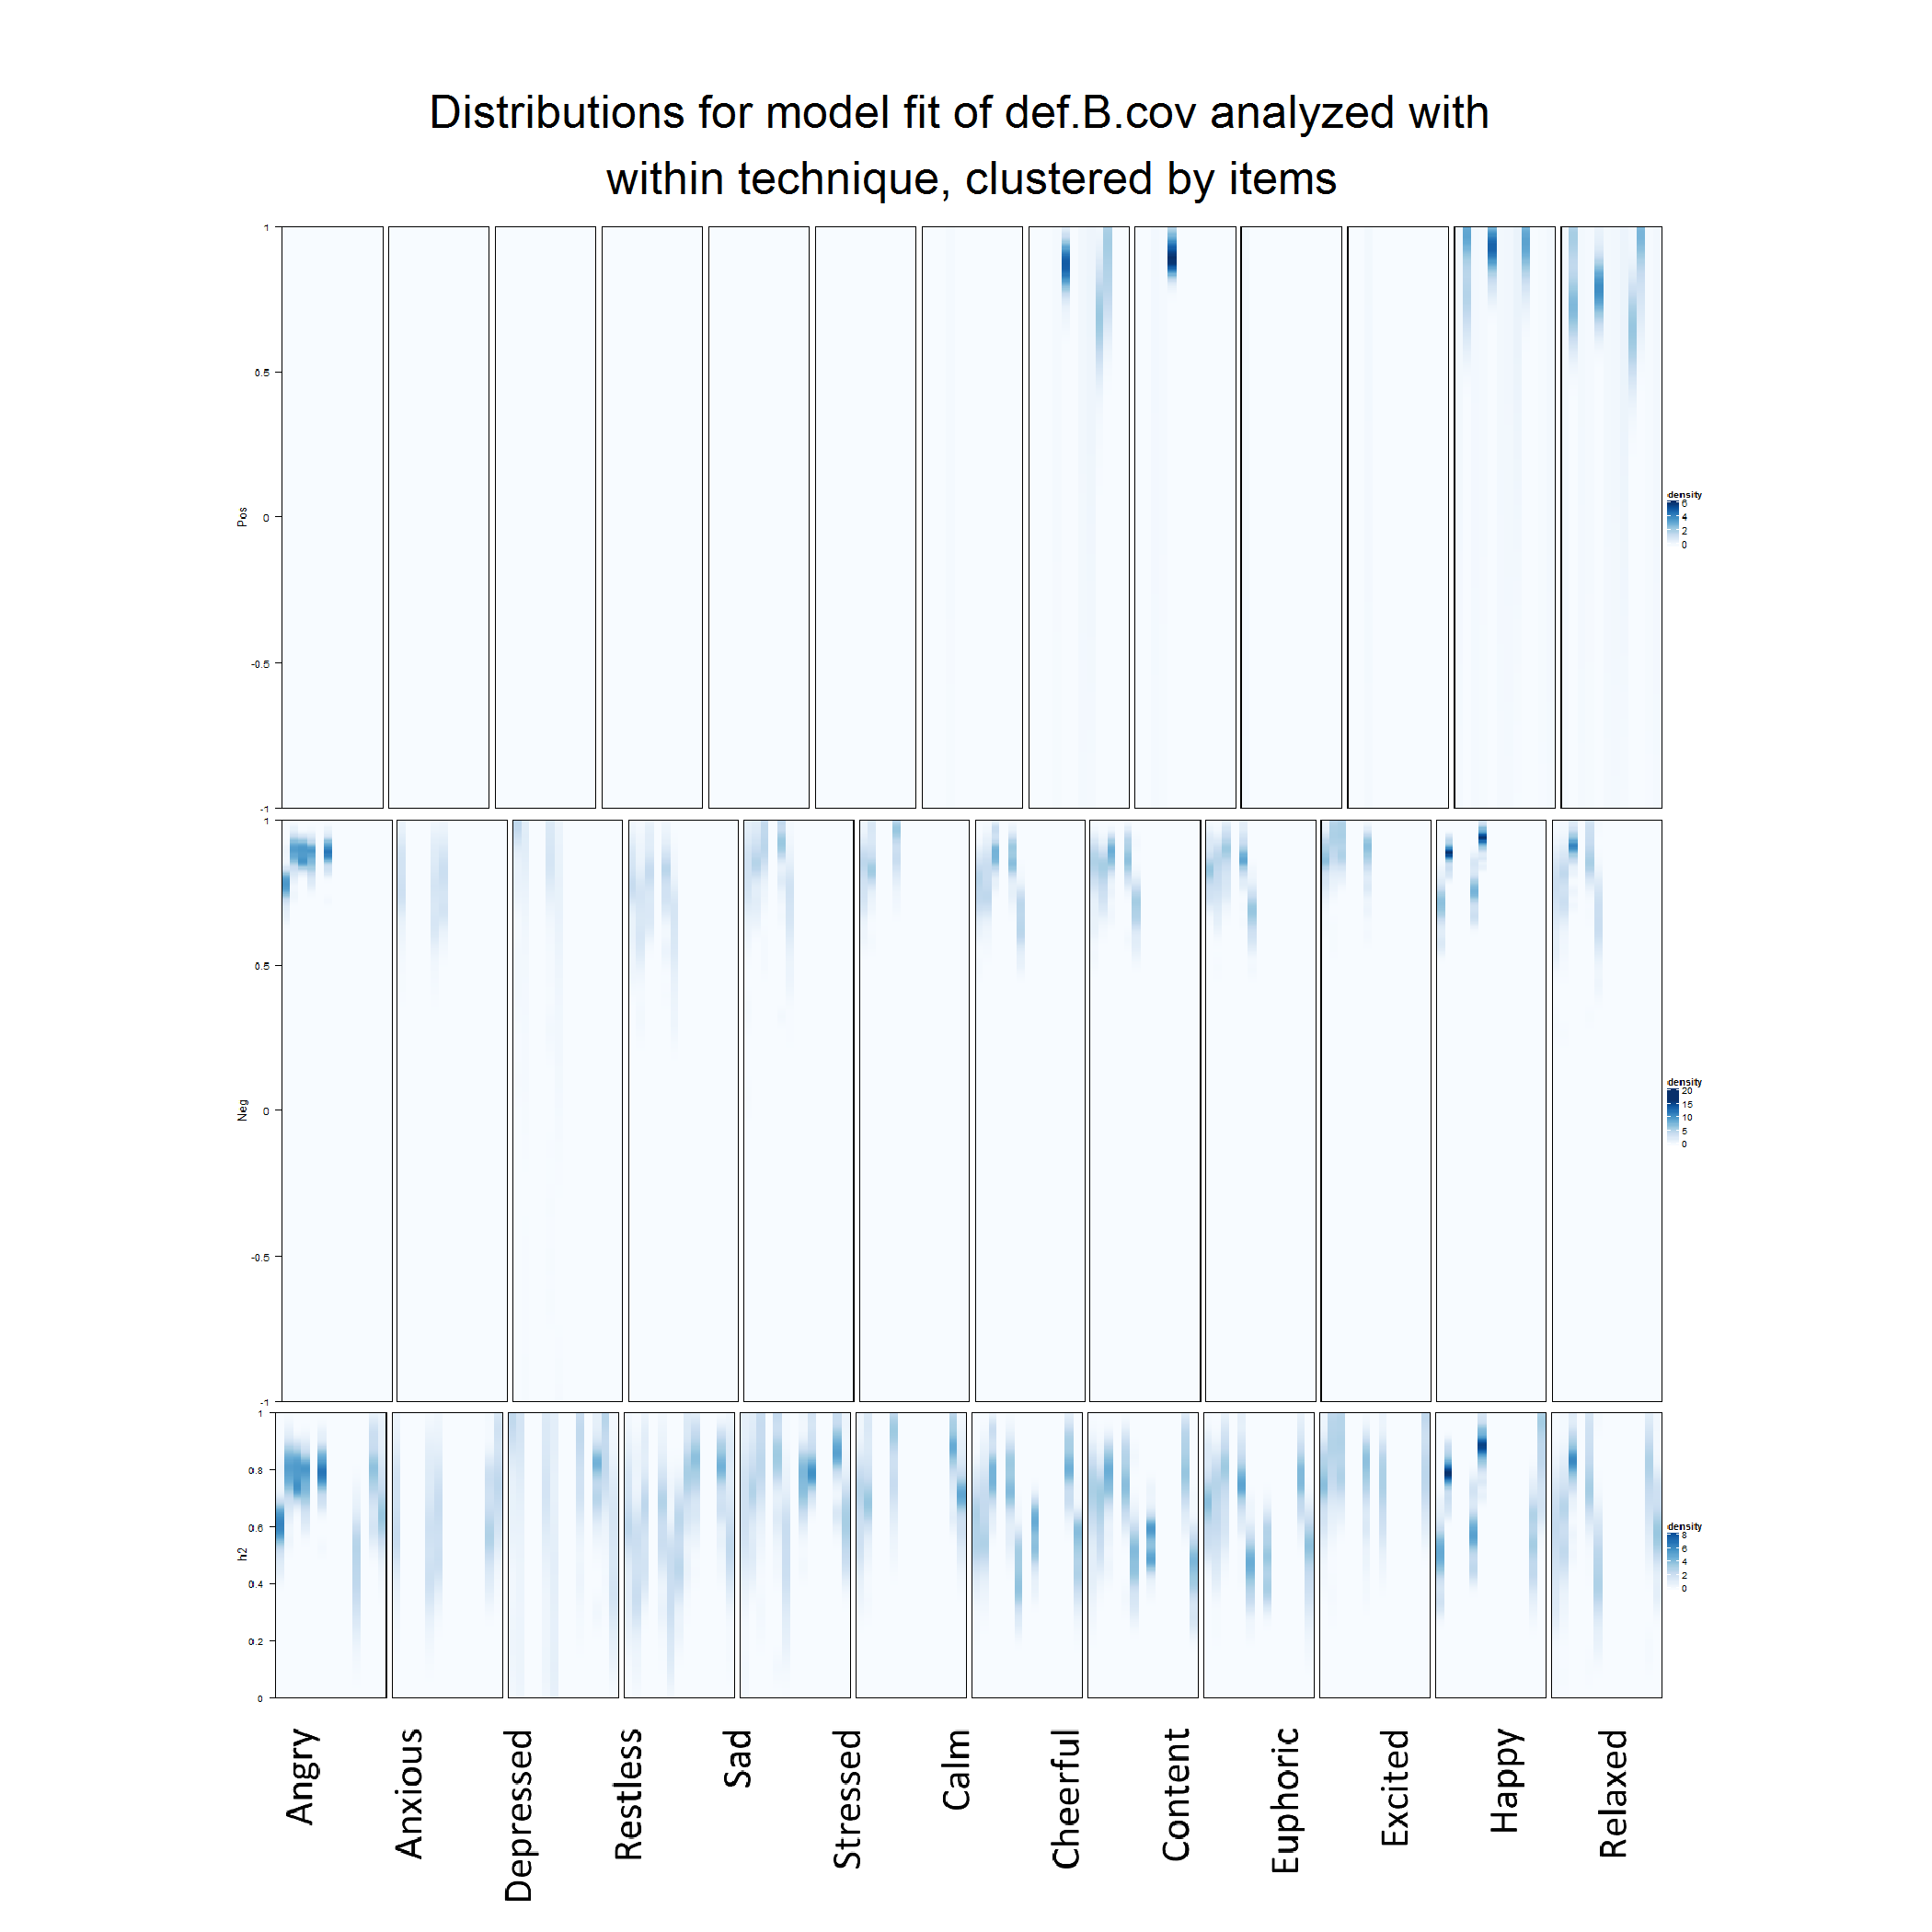 Distributions for model fit of def.B.cov analyzed with
within technique, clustered by items
1
0.5
0
-0.5
-1
Pos
density
6
4
2
0
1
0.5
0
-0.5
-1
Neg
density
20
15
10
5
0
1
0.8
0.6
0.4
0.2
0
h2
density
8
6
4
2
0
Angry
Anxious
Depressed
Restless
Sad
Stressed
Calm
Cheerful
Content
Euphoric
Excited
Happy
Relaxed